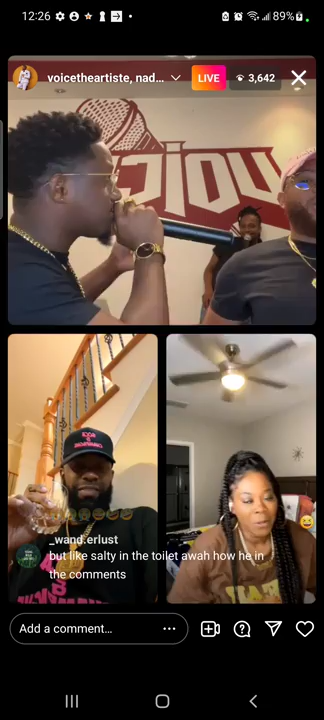 12:26
89%
voicetheartiste, nad...
LIVE
3,642
VOICE
_wand.erlust
but like salty in the toilet awah how he in
the comments
Add a comment...